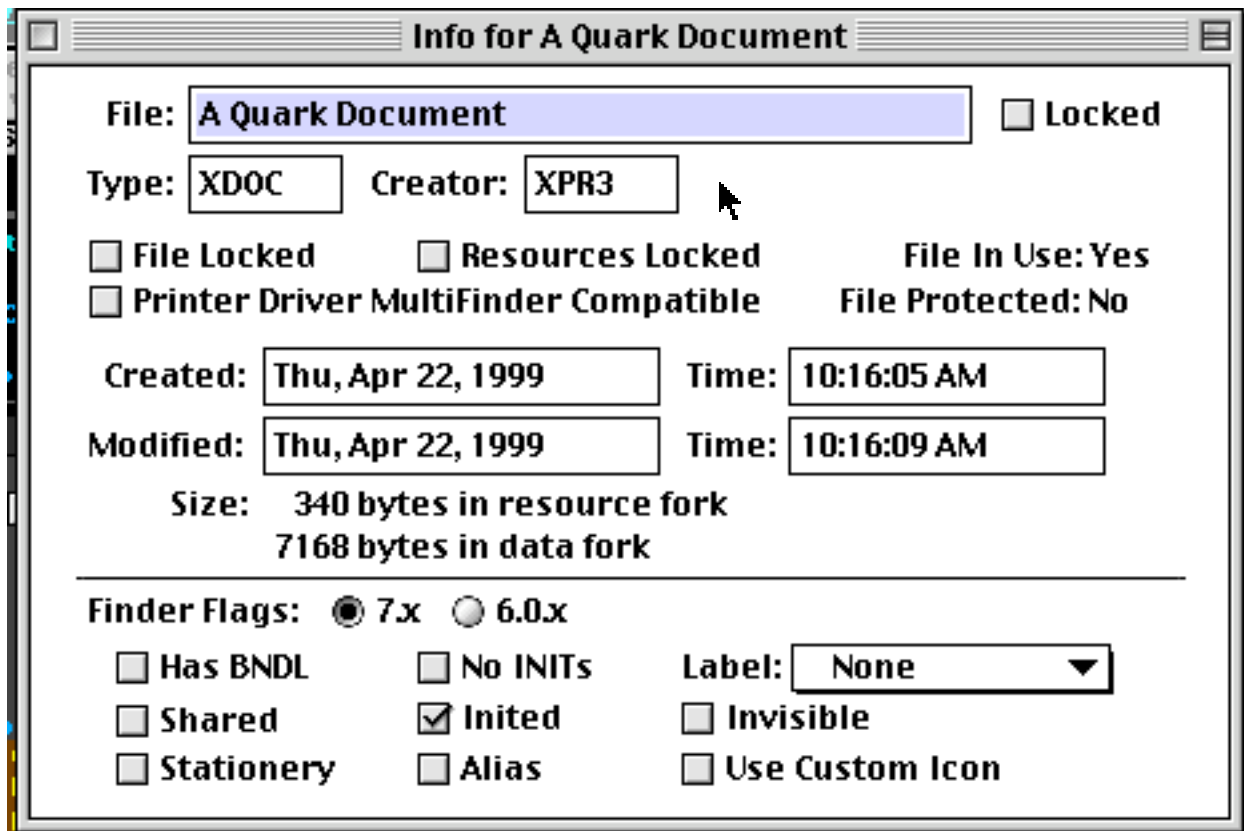 Info for A Quark Document
File: A Quark Document Locked
Type: XDOC Creator: XPR3
File Locked Resources Locked File In Use: Yes
Printer Driver MultiFinder Compatible File Protected: No
Created: Thu, Apr 22, 1999 Time: 10:16:05 AM
Modified: Thu, Apr 22, 1999 Time: 10:16:09 AM
Size: 340 bytes in resource fork
7168 bytes in data fork
Finder Flags: 7.x 6.0.x
Has BNDL No INITs Label: None
Shared Inited Invisible
Stationery Alias Use Custom Icon